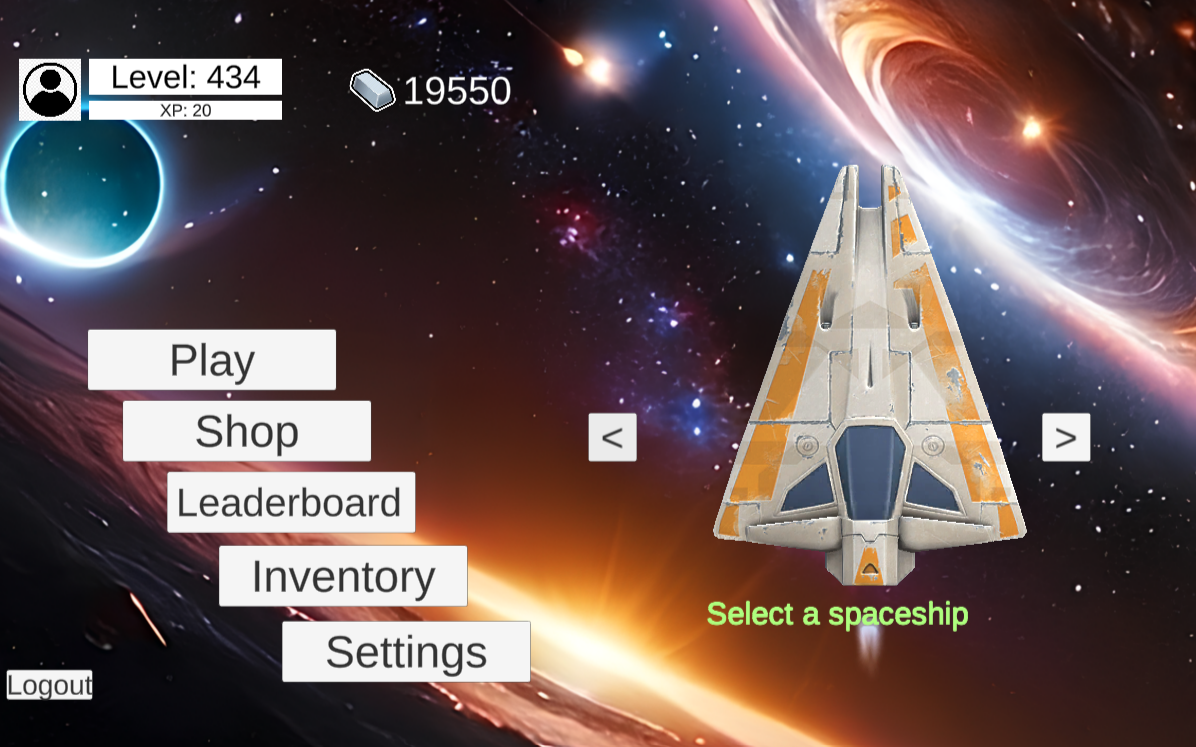 Level: 434
XP: 20
19550
Play
Shop
Leaderboard
Inventory
Settings
Logout
<
>
Select a spaceship